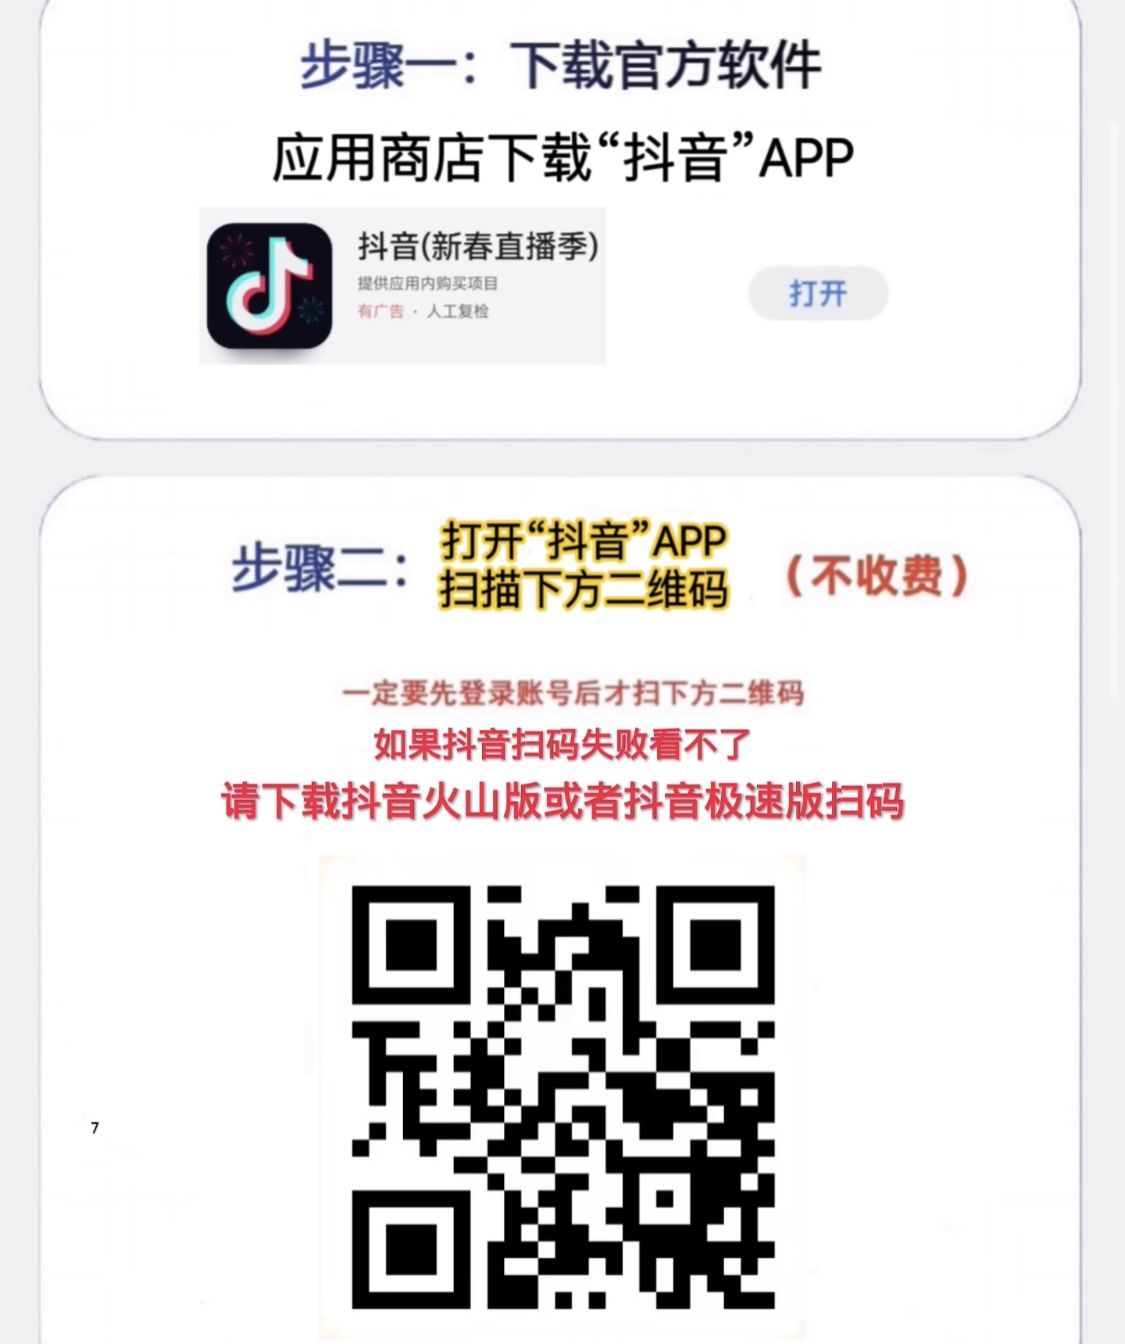 步骤一：下载官方软件
应用商店下载“抖音”APP
抖音(新春直播季)
提供应用内购买项目
有广告 · 人工复检
打开
步骤二：
打开“抖音”APP
扫描下方二维码
（不收费）
一定要先登录账号后才扫下方二维码
如果抖音扫码失败看不了
请下载抖音火山版或者抖音极速版扫码
7